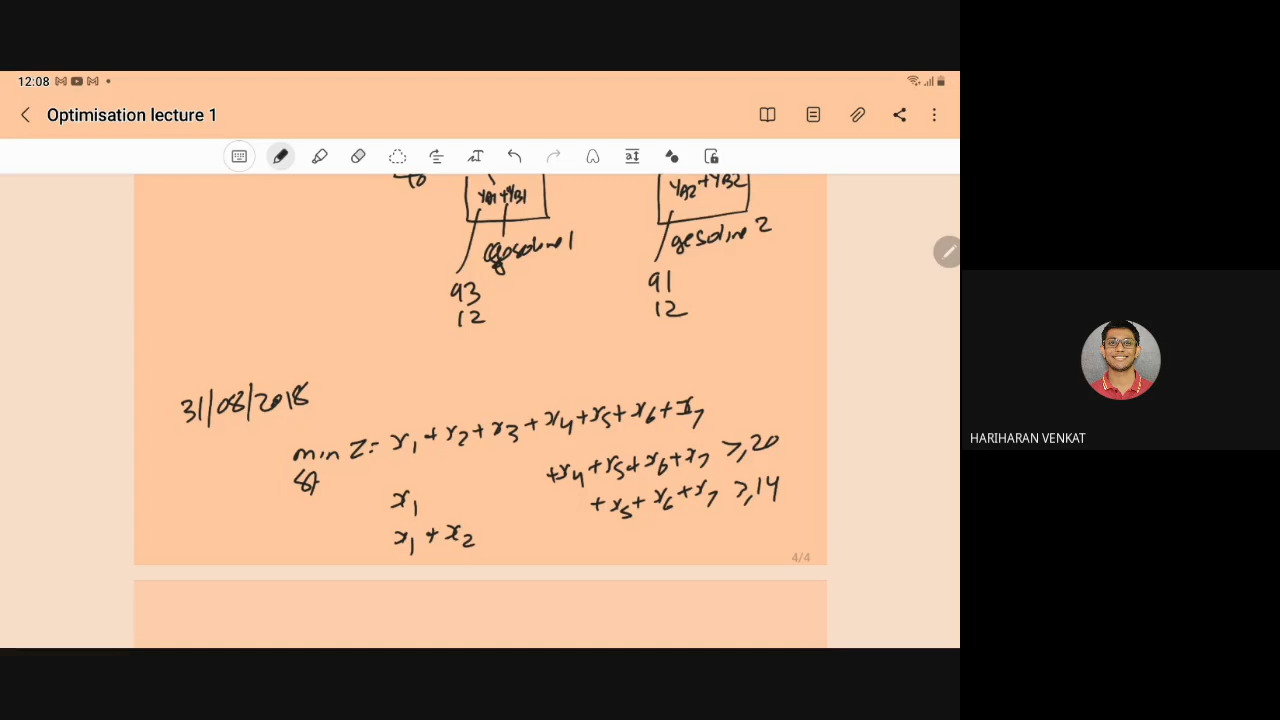 12:08
Optimisation lecture 1
yA1 + yB1
yA2 + yB2
gasoline 1
gasoline 2
93
12
91
12
31/08/2018
min Z = x1 + x2 + x3 + x4 + x5 + x6 + x7
st
x1 + x4 + x5 + x6 + x7 ≥ 20
x1 + x2 + x5 + x6 + x7 ≥ 14
4/4
HARIHARAN VENKAT